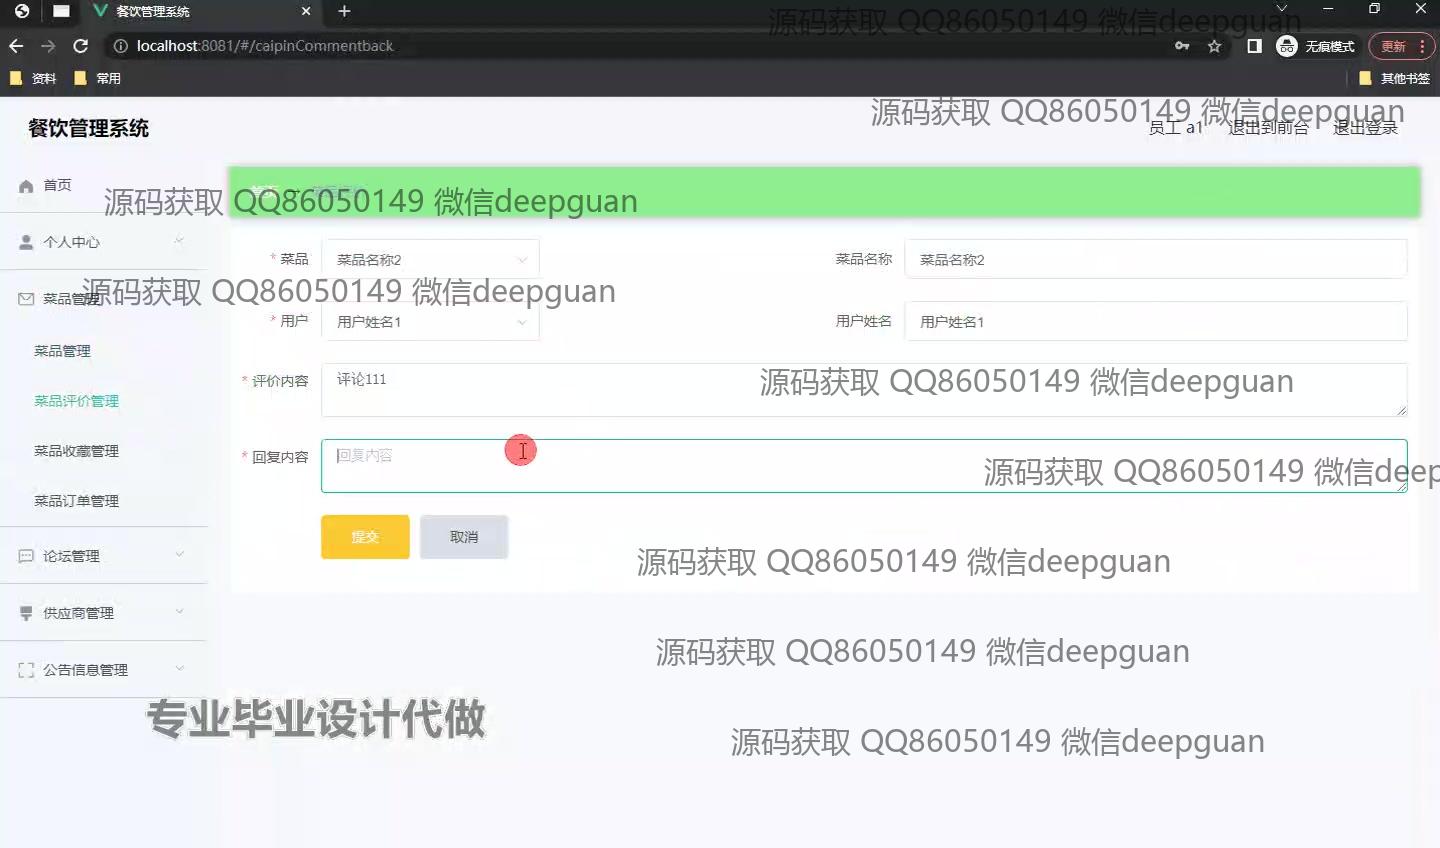 餐饮管理系统
源码获取 QQ86050149 微信deepguan
localhost:8081/#/caipinCommentback
无痕模式
更新
资料
常用
其他书签
源码获取 QQ86050149 微信deepguan
餐饮管理系统
员工 a1
退出到前台
退出登录
首页
个人中心
菜品管理
菜品管理
菜品评价管理
菜品收藏管理
菜品订单管理
论坛管理
供应商管理
公告信息管理
源码获取 QQ86050149 微信deepguan
* 菜品 菜品名称2
菜品名称 菜品名称2
源码获取 QQ86050149 微信deepguan
* 用户 用户姓名1
用户姓名 用户姓名1
* 评价内容 评论111
源码获取 QQ86050149 微信deepguan
* 回复内容 回复内容
源码获取 QQ86050149 微信deep
提交
取消
源码获取 QQ86050149 微信deepguan
源码获取 QQ86050149 微信deepguan
专业毕业设计代做
源码获取 QQ86050149 微信deepguan